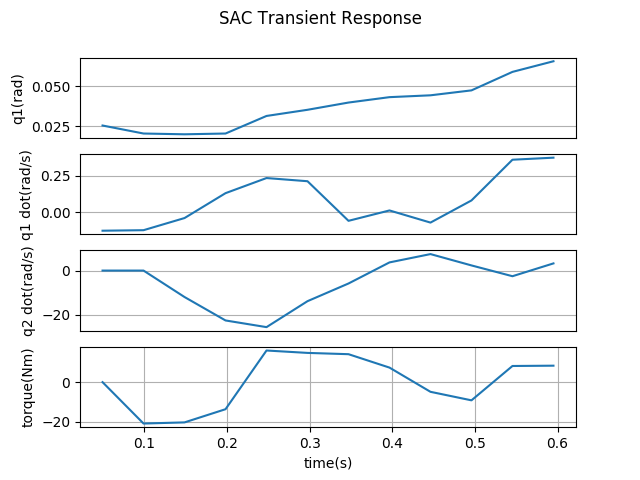 SAC Transient Response
q1(rad)
0.050
0.025
q1 dot(rad/s)
0.25
0.00
q2 dot(rad/s)
0
−20
torque(Nm)
0
−20
0.1 0.2 0.3 0.4 0.5 0.6
time(s)